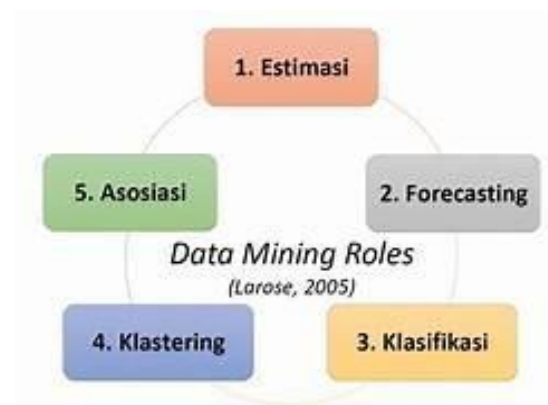 1. Estimasi
2. Forecasting
3. Klasifikasi
4. Klastering
5. Asosiasi
Data Mining Roles
(Larose, 2005)